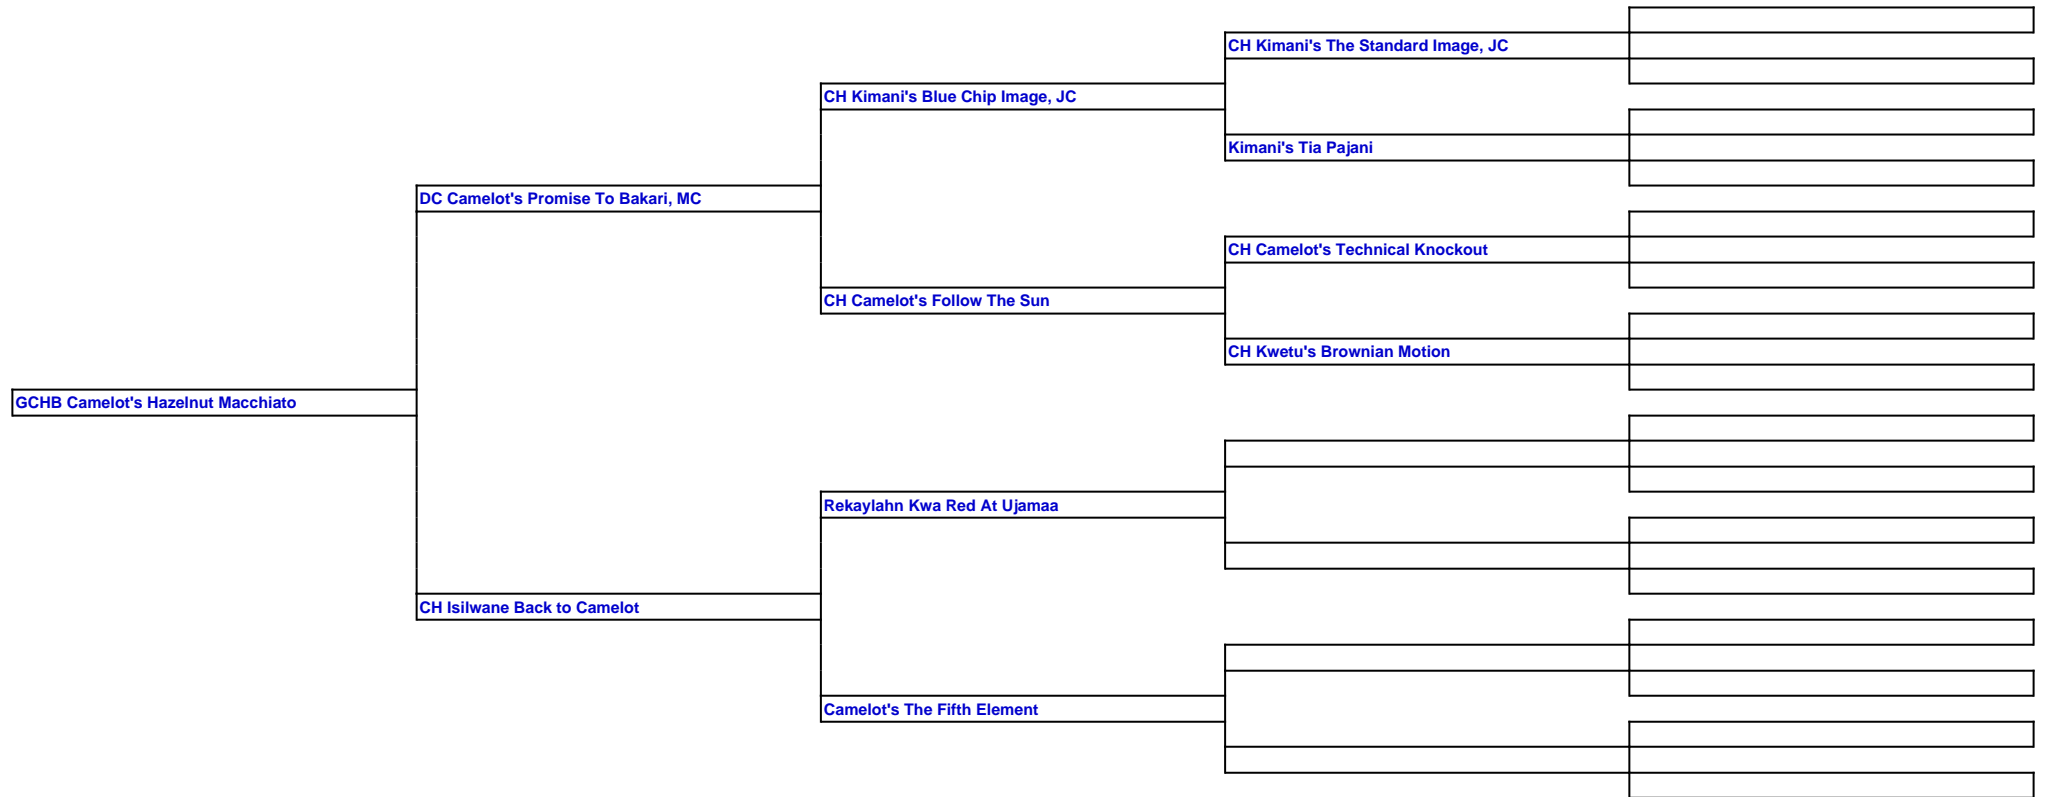 CH Kimani's The Standard Image, JC
CH Kimani's Blue Chip Image, JC
Kimani's Tia Pajani
DC Camelot's Promise To Bakari, MC
CH Camelot's Technical Knockout
CH Camelot's Follow The Sun
CH Kwetu's Brownian Motion
GCHB Camelot's Hazelnut Macchiato
Rekaylahn Kwa Red At Ujamaa
CH Isilwane Back to Camelot
Camelot's The Fifth Element